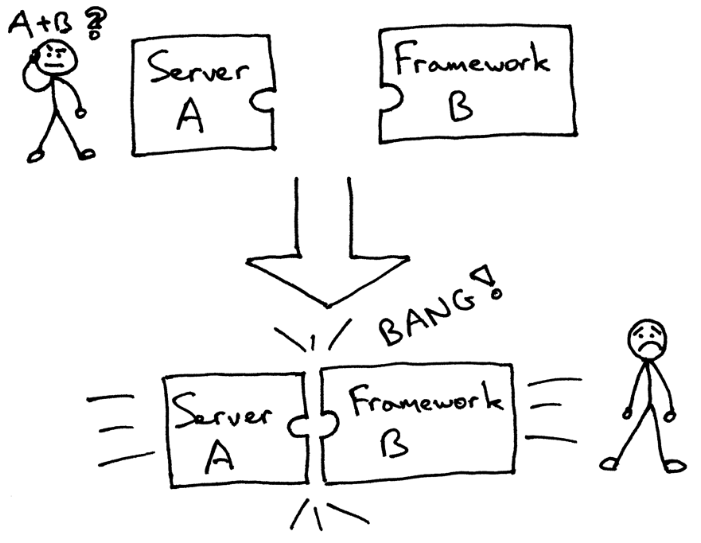 A+B ?
Server
A
Framework
B
BANG!
Server
A
Framework
B